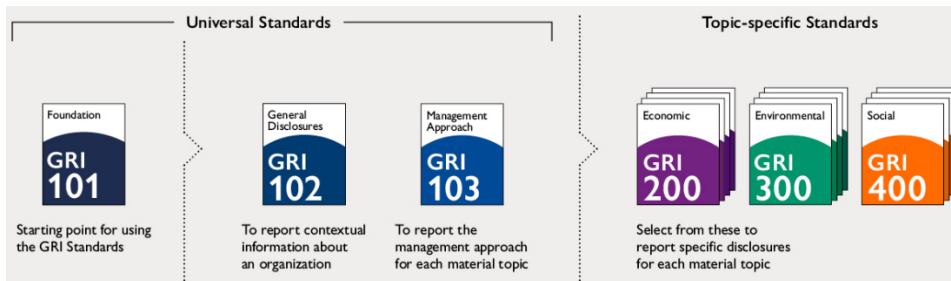 Universal Standards
Topic-specific Standards
Foundation
GRI
101
General
Disclosures
GRI
102
Management
Approach
GRI
103
Economic
GRI
200
Environmental
GRI
300
Social
GRI
400
Starting point for using
the GRI Standards
To report contextual
information about
an organization
To report the
management approach
for each material topic
Select from these to
report specific disclosures
for each material topic